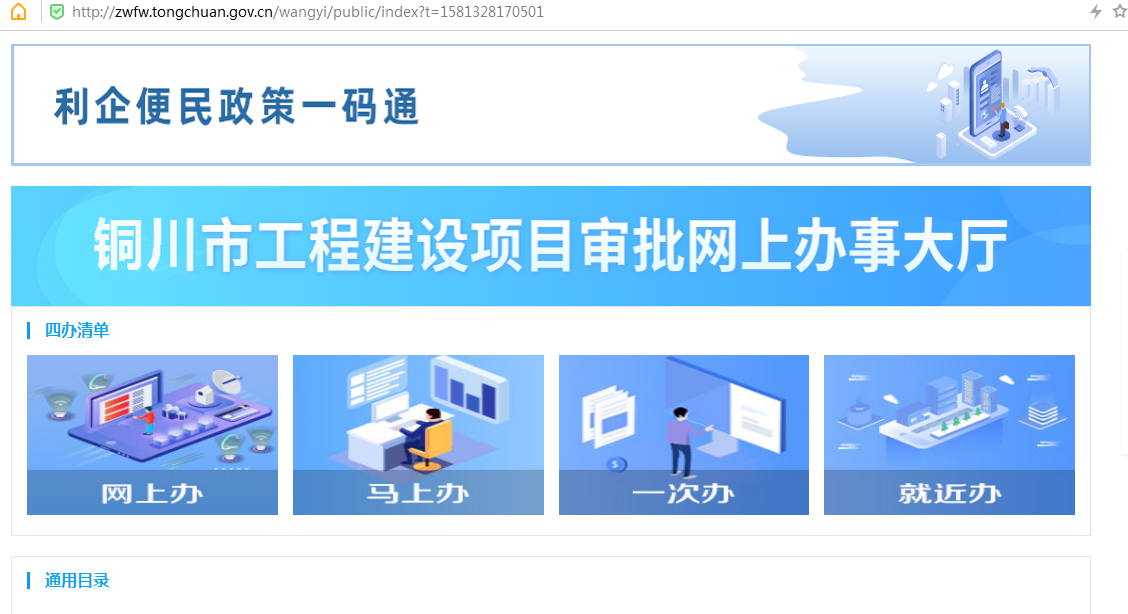 http://zwfw.tongchuan.gov.cn/wangyi/public/index?t=1581328170501
利企便民政策一码通
铜川市工程建设项目审批网上办事大厅
四办清单
网上办
马上办
一次办
就近办
通用目录